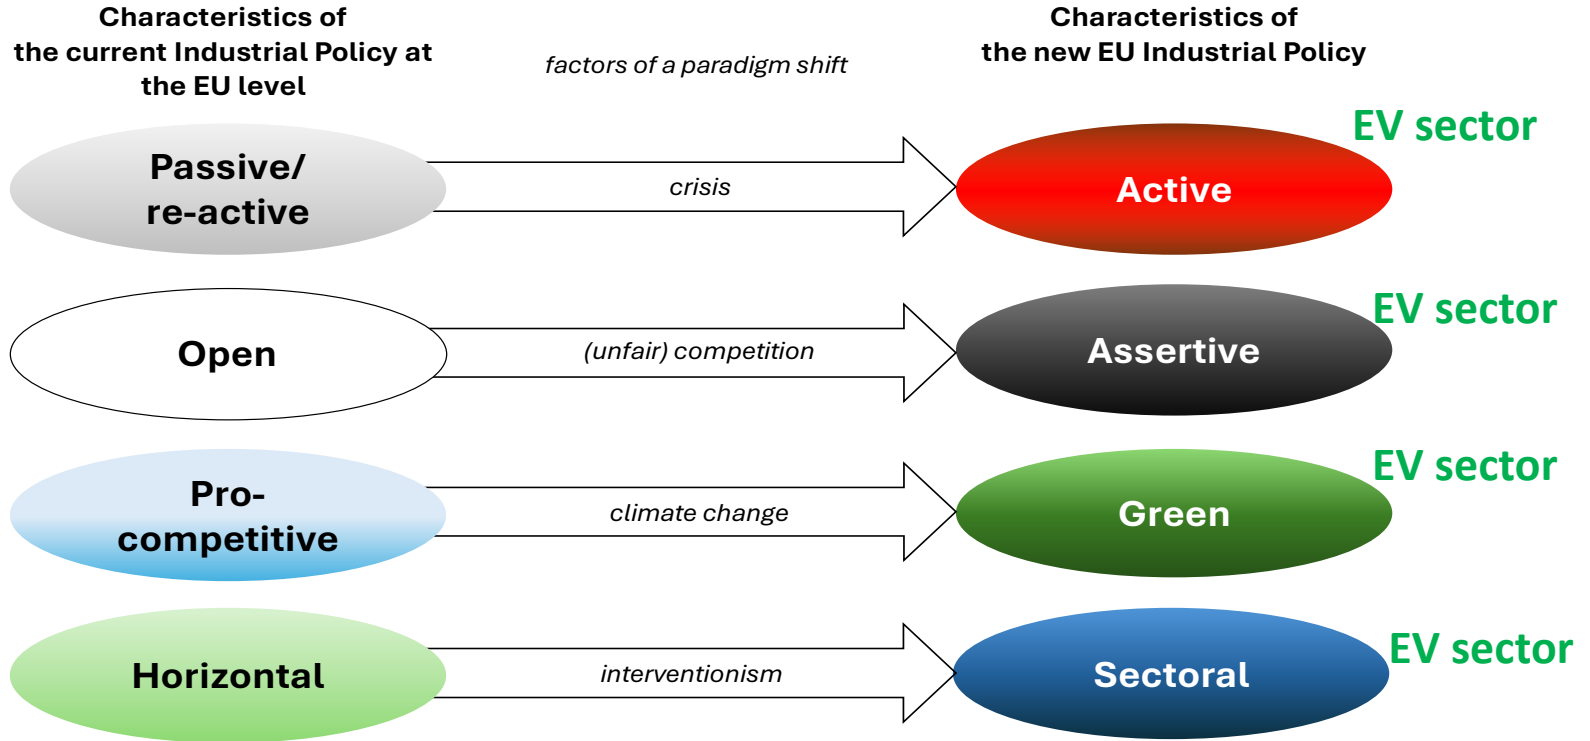 Characteristics of
the current Industrial Policy at
the EU level
factors of a paradigm shift
Characteristics of
the new EU Industrial Policy
Passive/
re-active
crisis
Active
EV sector
Open
(unfair) competition
Assertive
EV sector
Pro-
competitive
climate change
Green
EV sector
Horizontal
interventionism
Sectoral
EV sector